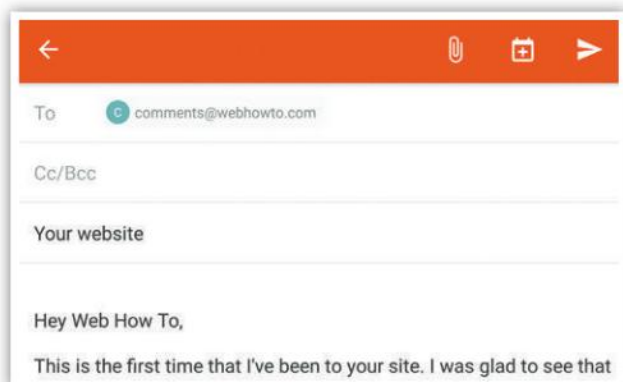 To C comments@webhowto.com
Cc/Bcc
Your website
Hey Web How To,
This is the first time that I've been to your site. I was glad to see that